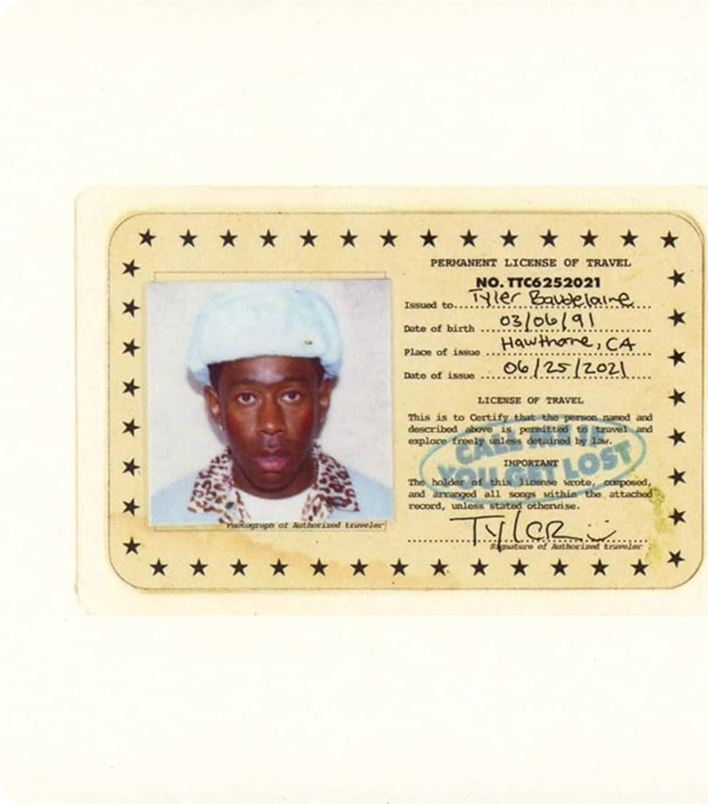 PERMANENT LICENSE OF TRAVEL
NO. TTC6252021
Issued to Tyler Baudelaire
Date of birth 03/06/91
Place of issue Hawthorne, CA
Date of issue 06/25/2021
LICENSE OF TRAVEL
This is to Certify that the person named and
described above is permitted to travel and
explore freely unless detained by law.
CALL ME IF
YOU GET LOST
IMPORTANT
The holder of this license wrote, composed,
and arranged all songs within the attached
record, unless stated otherwise.
TYLER
Signature of Authorized traveler
Photograph of Authorized traveler